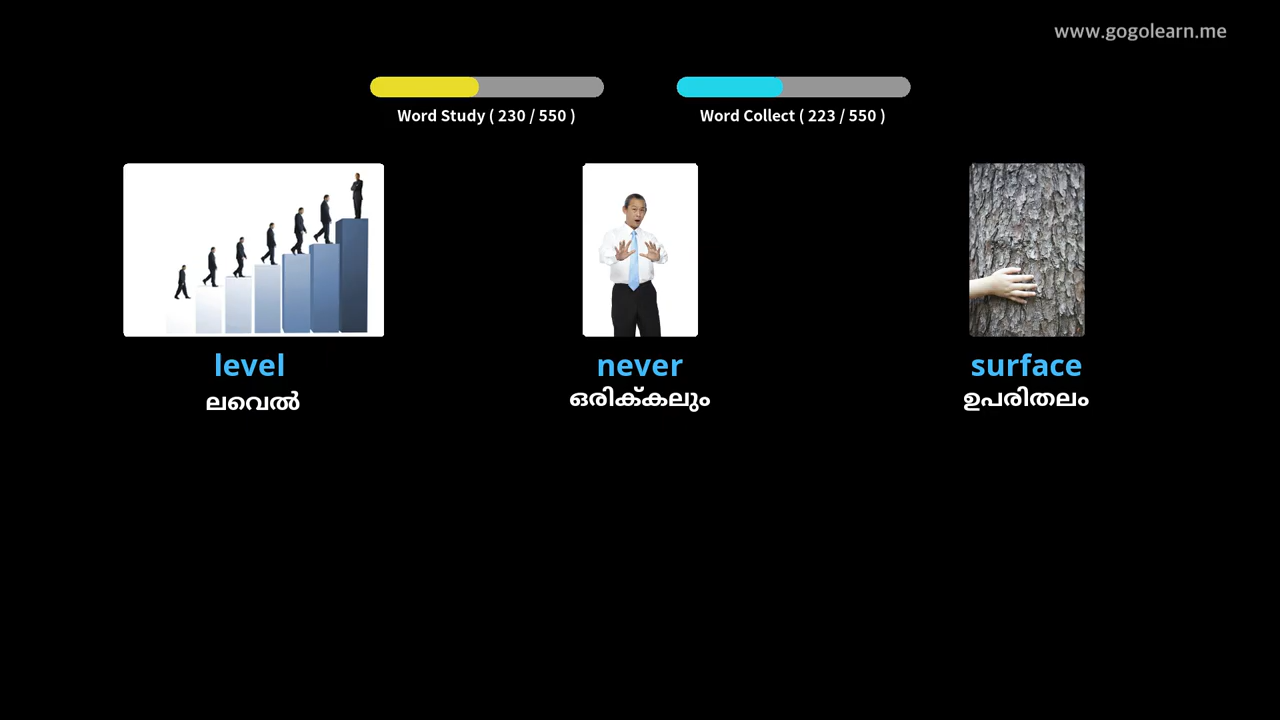 www.gogolearn.me
Word Study ( 230 / 550 )
Word Collect ( 223 / 550 )
level
never
surface
ലവെൽ
ഒരിക്കലും
ഉപരിതലം